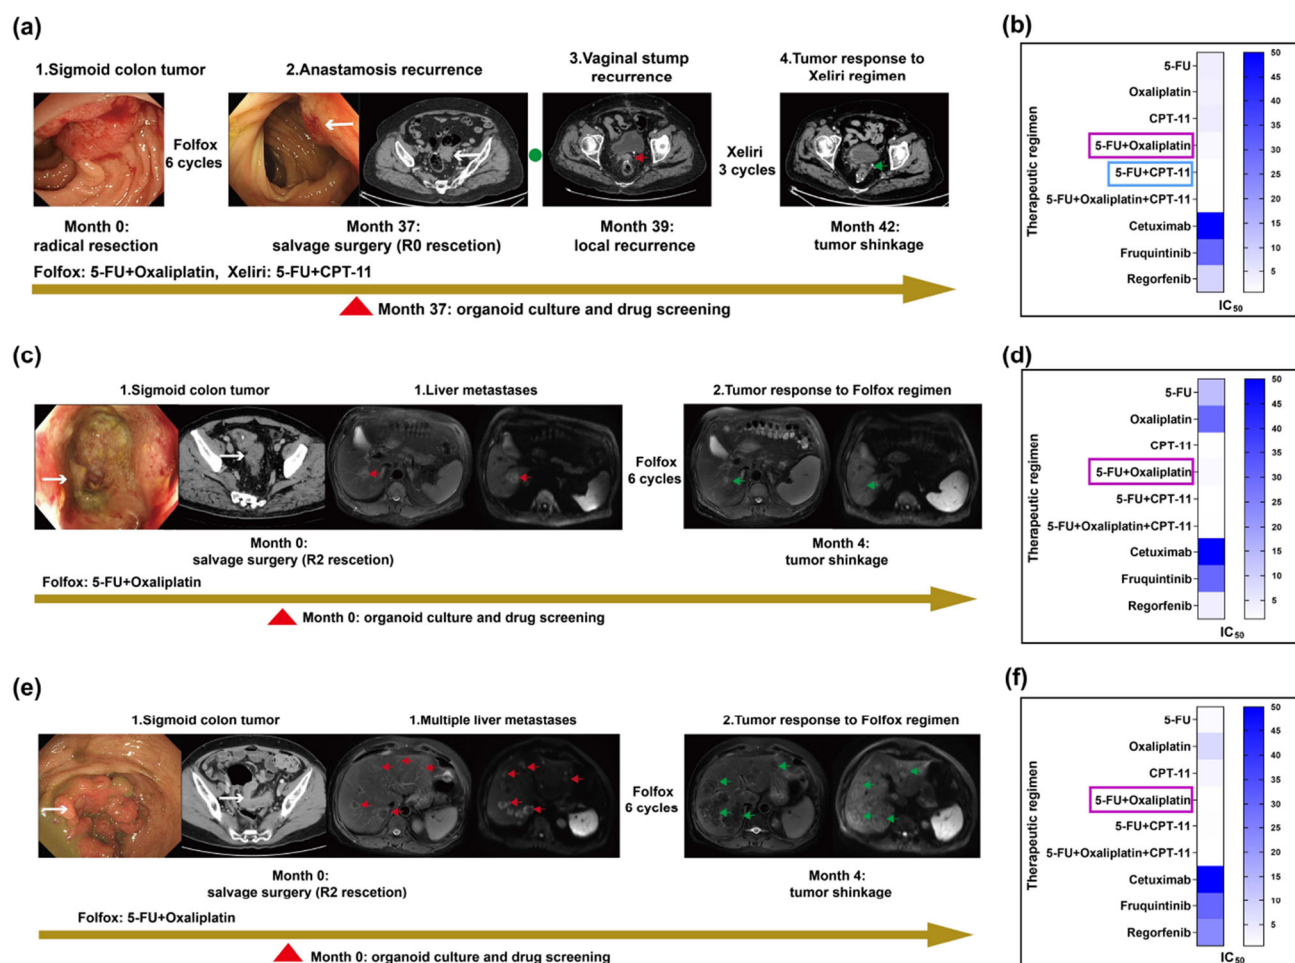 (a)
1.Sigmoid colon tumor
2.Anastamosis recurrence
3.Vaginal stump
recurrence
4.Tumor response to
Xeliri regimen
Folfox
6 cycles
Xeliri
3 cycles
Month 0:
radical resection
Month 37:
salvage surgery (R0 rescetion)
Month 39:
local recurrence
Month 42:
tumor shinkage
Folfox: 5-FU+Oxaliplatin, Xeliri: 5-FU+CPT-11
Month 37: organoid culture and drug screening
(b)
Therapeutic regimen
5-FU
Oxaliplatin
CPT-11
5-FU+Oxaliplatin
5-FU+CPT-11
5-FU+Oxaliplatin+CPT-11
Cetuximab
Fruquintinib
Regorfenib
50
45
40
35
30
25
20
15
10
5
IC50
(c)
1.Sigmoid colon tumor
1.Liver metastases
2.Tumor response to Folfox regimen
Folfox
6 cycles
Month 0:
salvage surgery (R2 rescetion)
Month 4:
tumor shinkage
Folfox: 5-FU+Oxaliplatin
Month 0: organoid culture and drug screening
(d)
Therapeutic regimen
5-FU
Oxaliplatin
CPT-11
5-FU+Oxaliplatin
5-FU+CPT-11
5-FU+Oxaliplatin+CPT-11
Cetuximab
Fruquintinib
Regorfenib
50
45
40
35
30
25
20
15
10
5
IC50
(e)
1.Sigmoid colon tumor
1.Multiple liver metastases
2.Tumor response to Folfox regimen
Folfox
6 cycles
Month 0:
salvage surgery (R2 rescetion)
Month 4:
tumor shinkage
Folfox: 5-FU+Oxaliplatin
Month 0: organoid culture and drug screening
(f)
Therapeutic regimen
5-FU
Oxaliplatin
CPT-11
5-FU+Oxaliplatin
5-FU+CPT-11
5-FU+Oxaliplatin+CPT-11
Cetuximab
Fruquintinib
Regorfenib
50
45
40
35
30
25
20
15
10
5
IC50